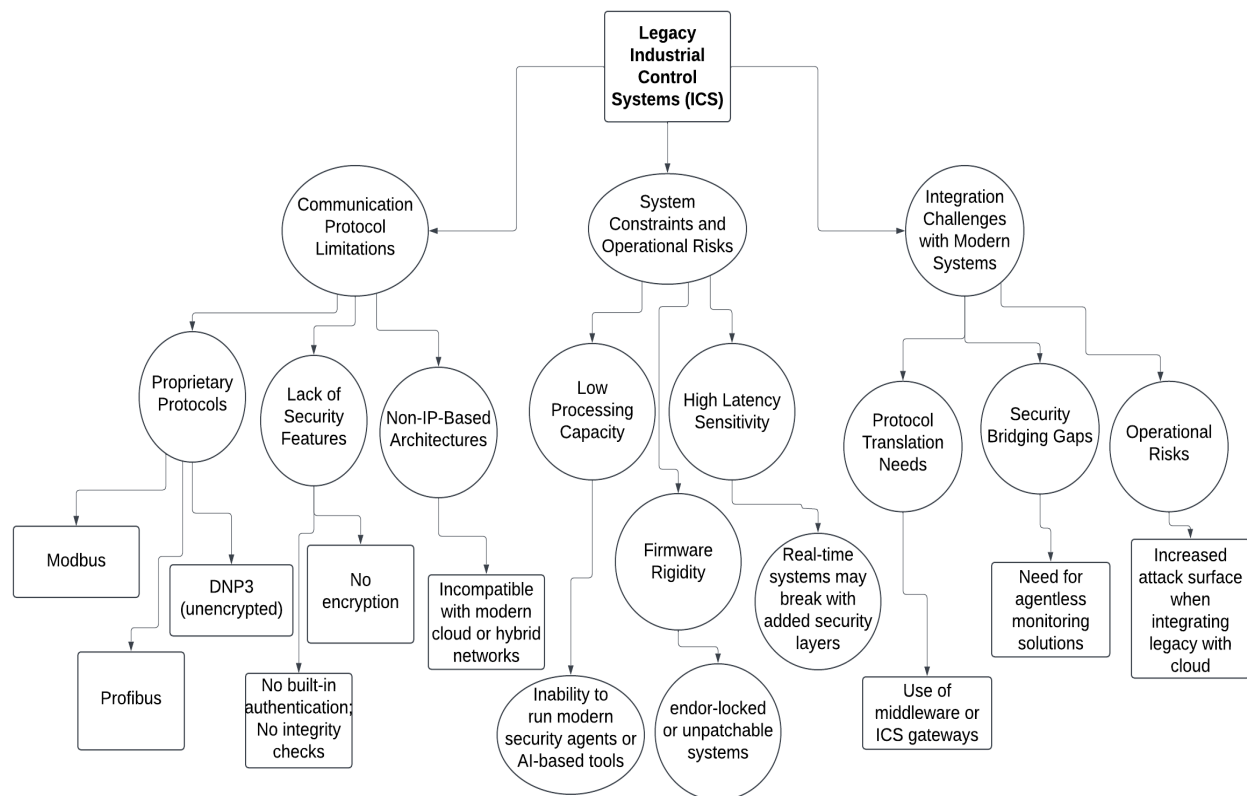 Legacy
Industrial
Control
Systems (ICS)
Communication
Protocol
Limitations
System
Constraints and
Operational Risks
Integration
Challenges
with Modern
Systems
Proprietary
Protocols
Lack of
Security
Features
Non-IP-Based
Architectures
Low
Processing
Capacity
High Latency
Sensitivity
Protocol
Translation
Needs
Security
Bridging Gaps
Operational
Risks
Modbus
DNP3
(unencrypted)
No
encryption
Incompatible
with modern
cloud or hybrid
networks
Firmware
Rigidity
Real-time
systems may
break with
added security
layers
Need for
agentless
monitoring
solutions
Increased
attack surface
when
integrating
legacy with
cloud
Profibus
No built-in
authentication;
No integrity
checks
Inability to
run modern
security agents or
AI-based tools
endor-locked
or unpatchable
systems
Use of
middleware or
ICS gateways